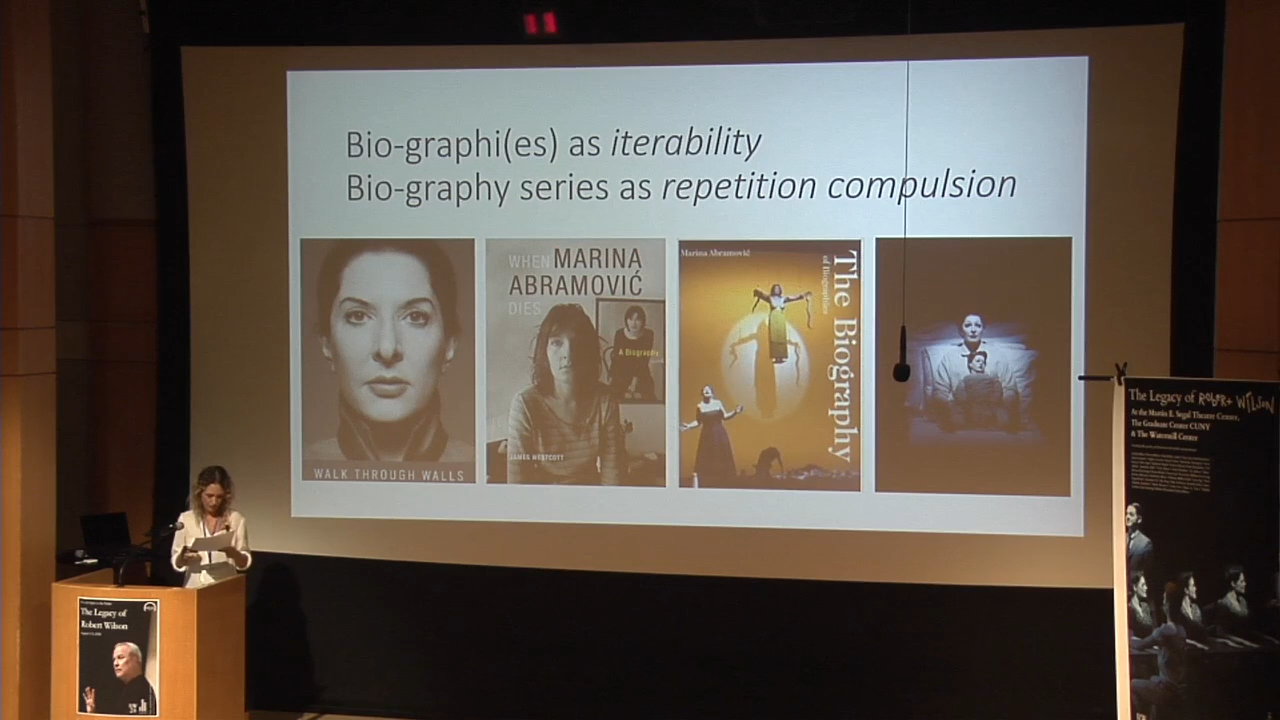 Bio-graphi(es) as iterability
Bio-graphy series as repetition compulsion
WALK THROUGH WALLS
WHEN MARINA
ABRAMOVIĆ
DIES
A Biography
JAMES WESTCOTT
Marina Abramović
The Biography
of Biographies
The Legacy of
Robert Wilson
The Legacy of ROBERT WILSON
At the Martin E. Segal Theatre Center,
The Graduate Center CUNY
& The Watermill Center